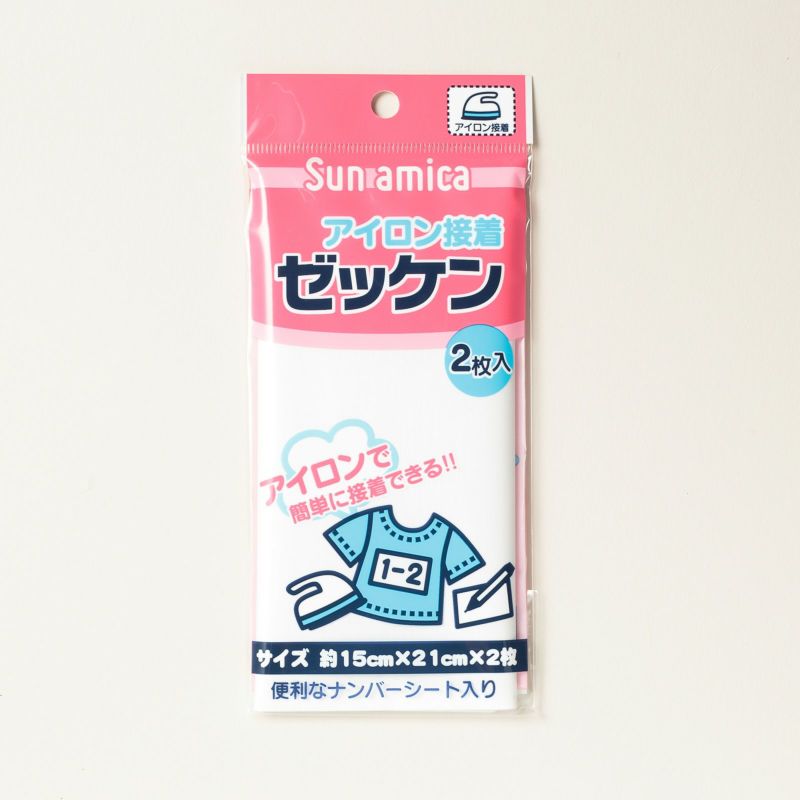 アイロン接着
Sun amica
アイロン接着
ゼッケン
2枚入
アイロンで
簡単に接着できる!!
1-2
サイズ 約15cm×21cm×2枚
便利なナンバーシート入り